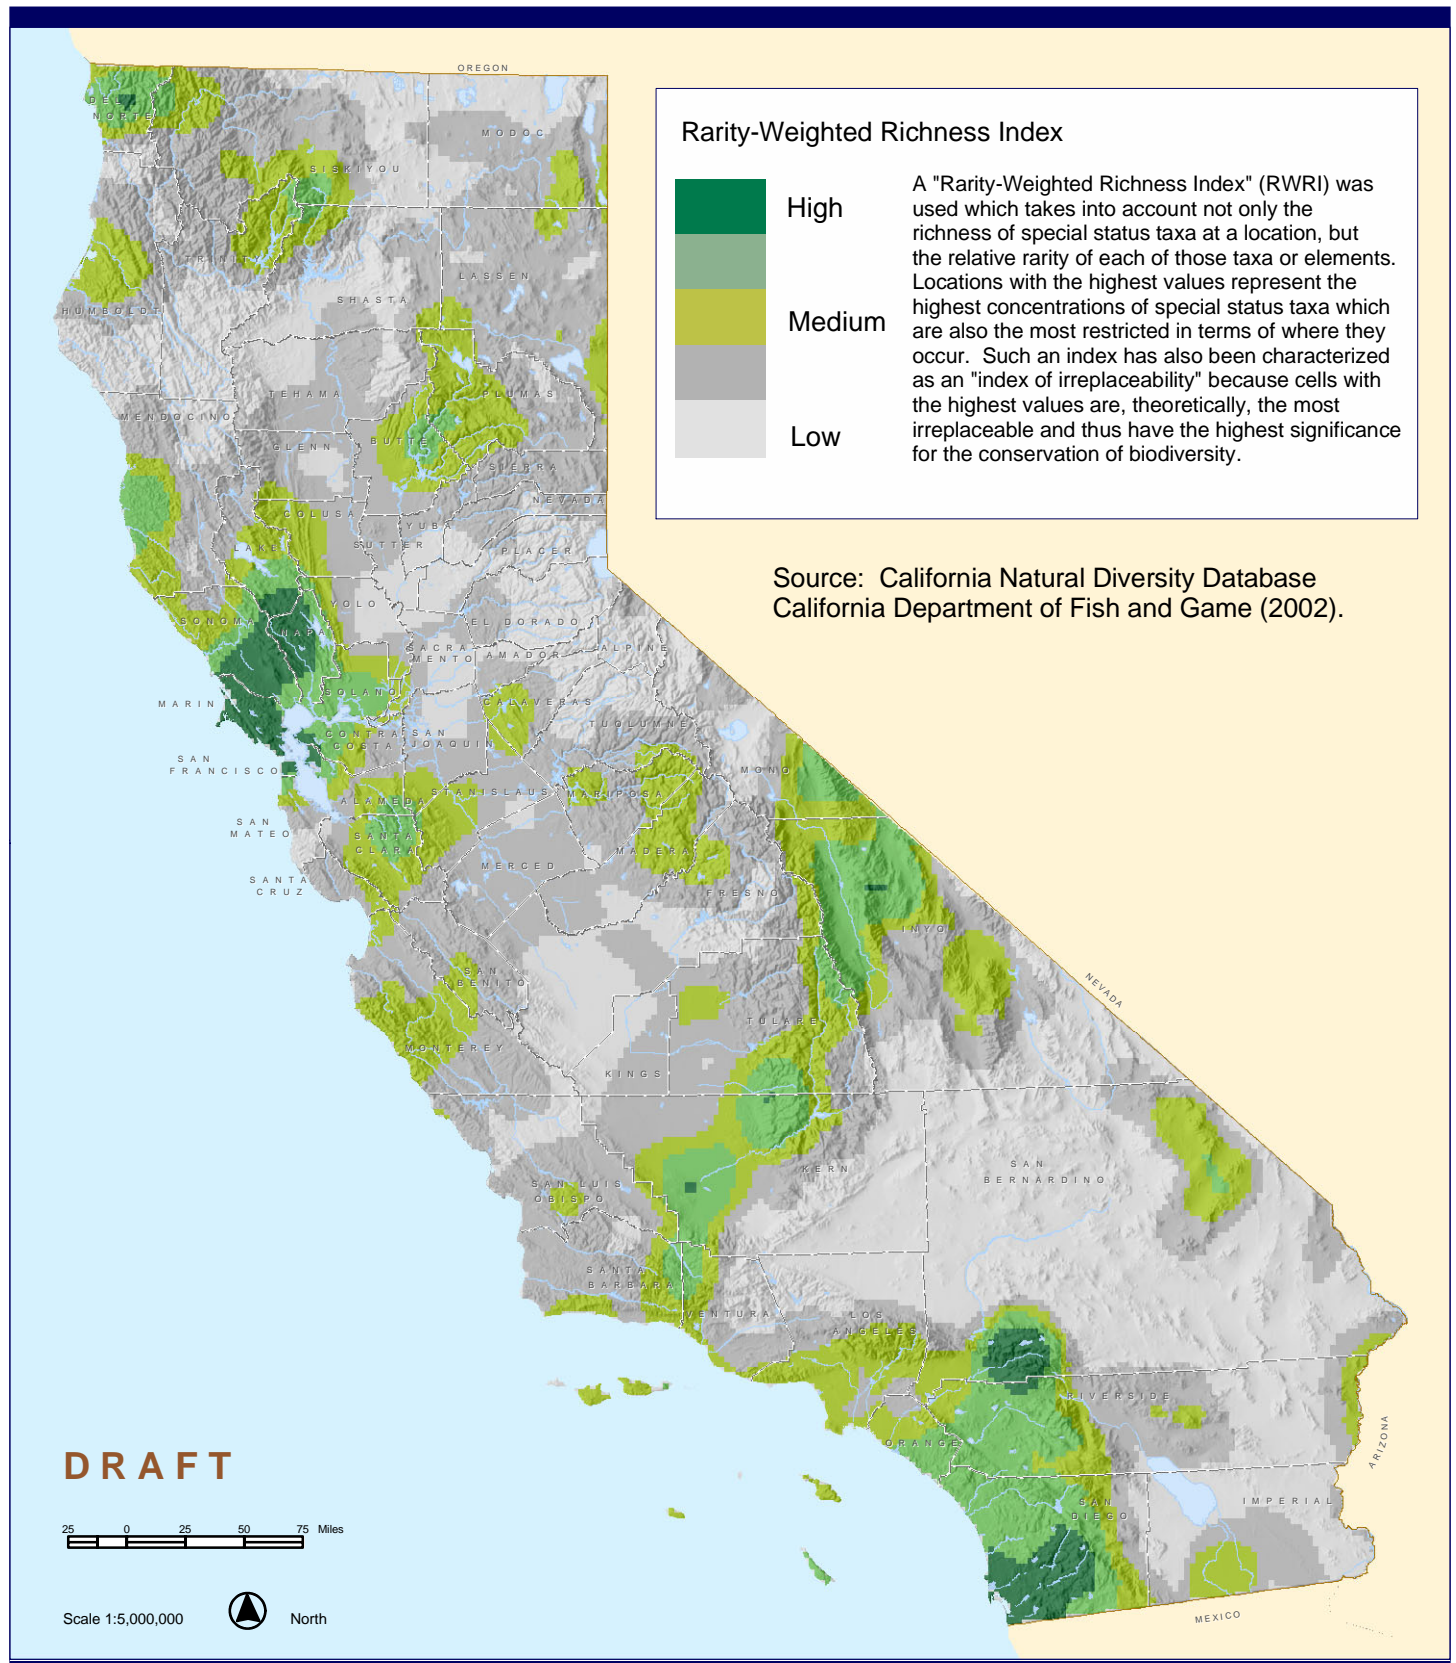 OREGON
DEL
NORTE
MODOC
SISKIYOU
TRINITY
LASSEN
SHASTA
HUMBOLDT
TEHAMA
PLUMAS
MENDOCINO
BUTTE
GLENN
SIERRA
NEVADA
COLUSA
YUBA
SUTTER
LAKE
PLACER
YOLO
SONOMA
NAPA
EL DORADO
SACRA-
MENTO
AMADOR
ALPINE
SOLANO
MARIN
CALAVERAS
TUOLUMNE
CONTRA
COSTA
SAN
JOAQUIN
SAN
FRANCISCO
MONO
ALAMEDA
STANISLAUS
MARIPOSA
SAN
MATEO
SANTA
CLARA
MADERA
MERCED
SANTA
CRUZ
FRESNO
INYO
SAN
BENITO
NEVADA
TULARE
MONTEREY
KINGS
SAN
BERNARDINO
KERN
SAN LUIS
OBISPO
SANTA
BARBARA
VENTURA
LOS
ANGELES
RIVERSIDE
ORANGE
ARIZONA
SAN
DIEGO
IMPERIAL
MEXICO
Rarity-Weighted Richness Index
High
Medium
Low
A "Rarity-Weighted Richness Index" (RWRI) was
used which takes into account not only the
richness of special status taxa at a location, but
the relative rarity of each of those taxa or elements.
Locations with the highest values represent the
highest concentrations of special status taxa which
are also the most restricted in terms of where they
occur.  Such an index has also been characterized
as an "index of irreplaceability" because cells with
the highest values are, theoretically, the most
irreplaceable and thus have the highest significance
for the conservation of biodiversity.
Source:  California Natural Diversity Database
California Department of Fish and Game (2002).
DRAFT
25 0 25 50 75 Miles
Scale 1:5,000,000
North